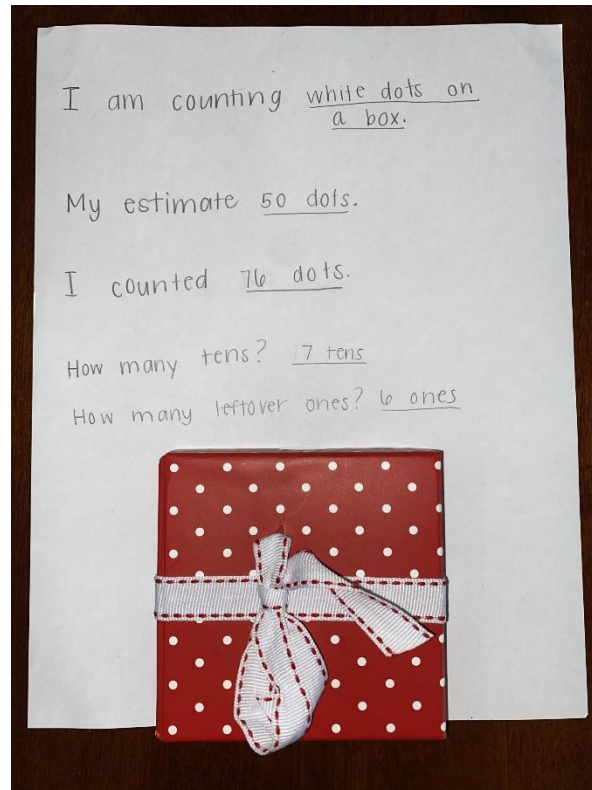 I am counting white dots on
a box.
My estimate 50 dots.
I counted 76 dots.
How many tens? 7 tens
How many leftover ones? 6 ones